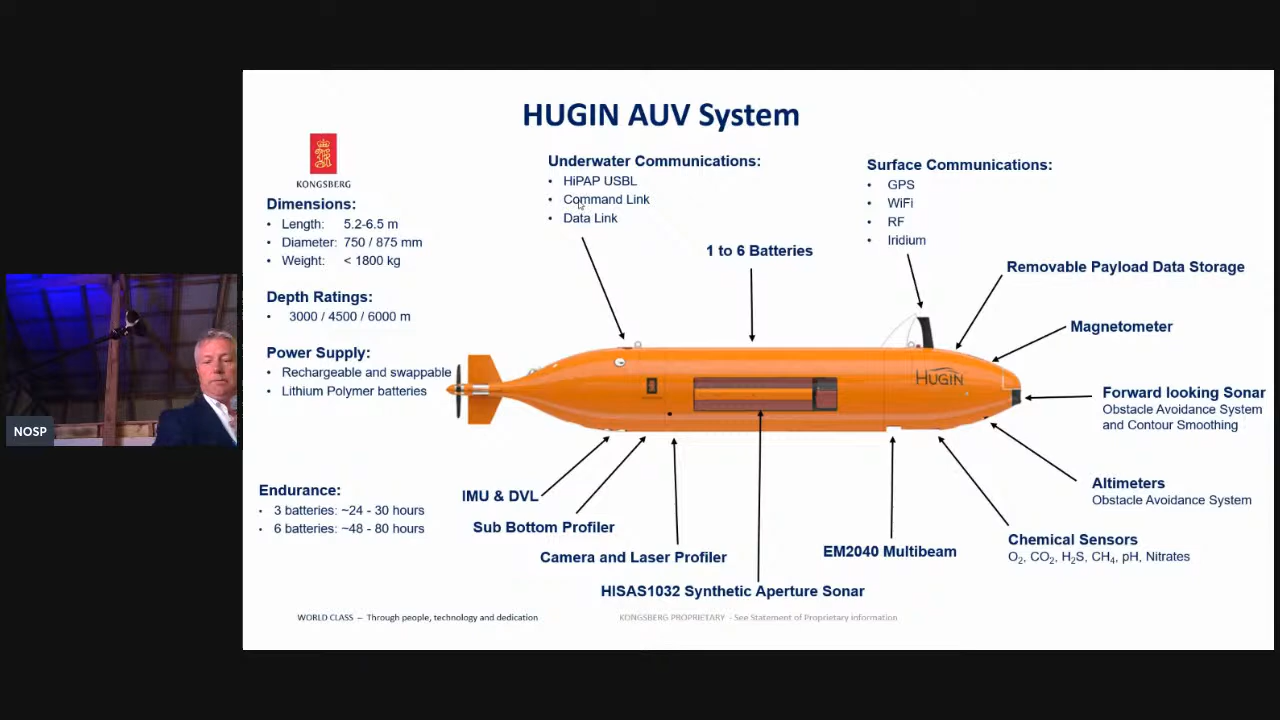 HUGIN AUV System
KONGSBERG
Dimensions:
• Length: 5.2-6.5 m
• Diameter: 750 / 875 mm
• Weight: < 1800 kg
Depth Ratings:
• 3000 / 4500 / 6000 m
Power Supply:
• Rechargeable and swappable
• Lithium Polymer batteries
Endurance:
• 3 batteries: ~24 - 30 hours
• 6 batteries: ~48 - 80 hours
Underwater Communications:
• HiPAP USBL
• Command Link
• Data Link
1 to 6 Batteries
Surface Communications:
• GPS
• WiFi
• RF
• Iridium
Removable Payload Data Storage
Magnetometer
Forward looking Sonar
Obstacle Avoidance System
and Contour Smoothing
Altimeters
Obstacle Avoidance System
Chemical Sensors
O₂, CO₂, H₂S, CH₄, pH, Nitrates
EM2040 Multibeam
HISAS1032 Synthetic Aperture Sonar
Camera and Laser Profiler
Sub Bottom Profiler
IMU & DVL
HUGIN
NOSP
WORLD CLASS – Through people, technology and dedication
KONGSBERG PROPRIETARY - See Statement of Proprietary information